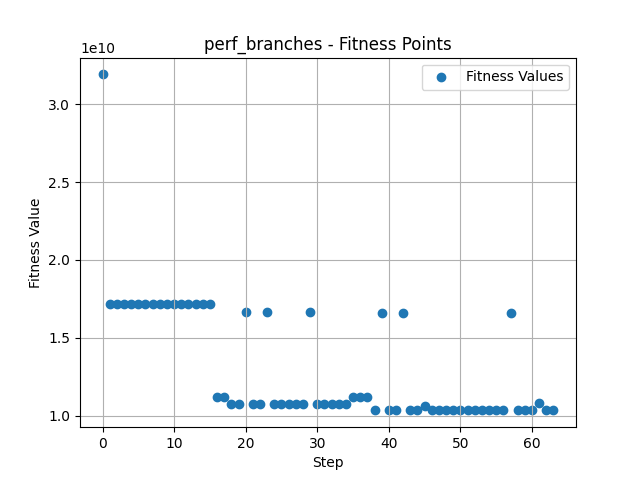 perf_branches - Fitness Points
1e10
Fitness Values
3.0
2.5
2.0
1.5
1.0
Fitness Value
0 10 20 30 40 50 60
Step